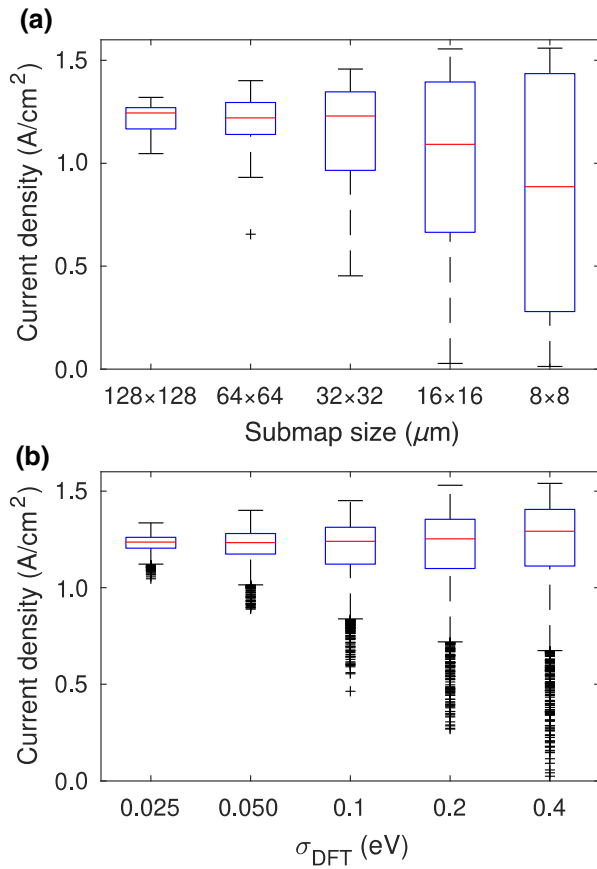 (a)
Current density (A/cm²)
1.5
1.0
0.5
0.0
128×128 64×64 32×32 16×16 8×8
Submap size (μm)
(b)
Current density (A/cm²)
1.5
1.0
0.5
0.0
0.025 0.050 0.1 0.2 0.4
σDFT (eV)